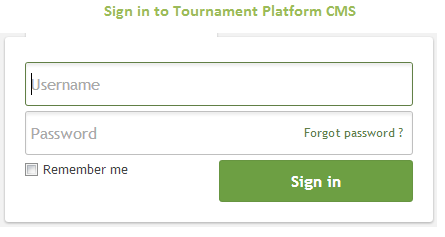 Sign in to Tournament Platform CMS
Username
Password Forgot password ?
Remember me
Sign in